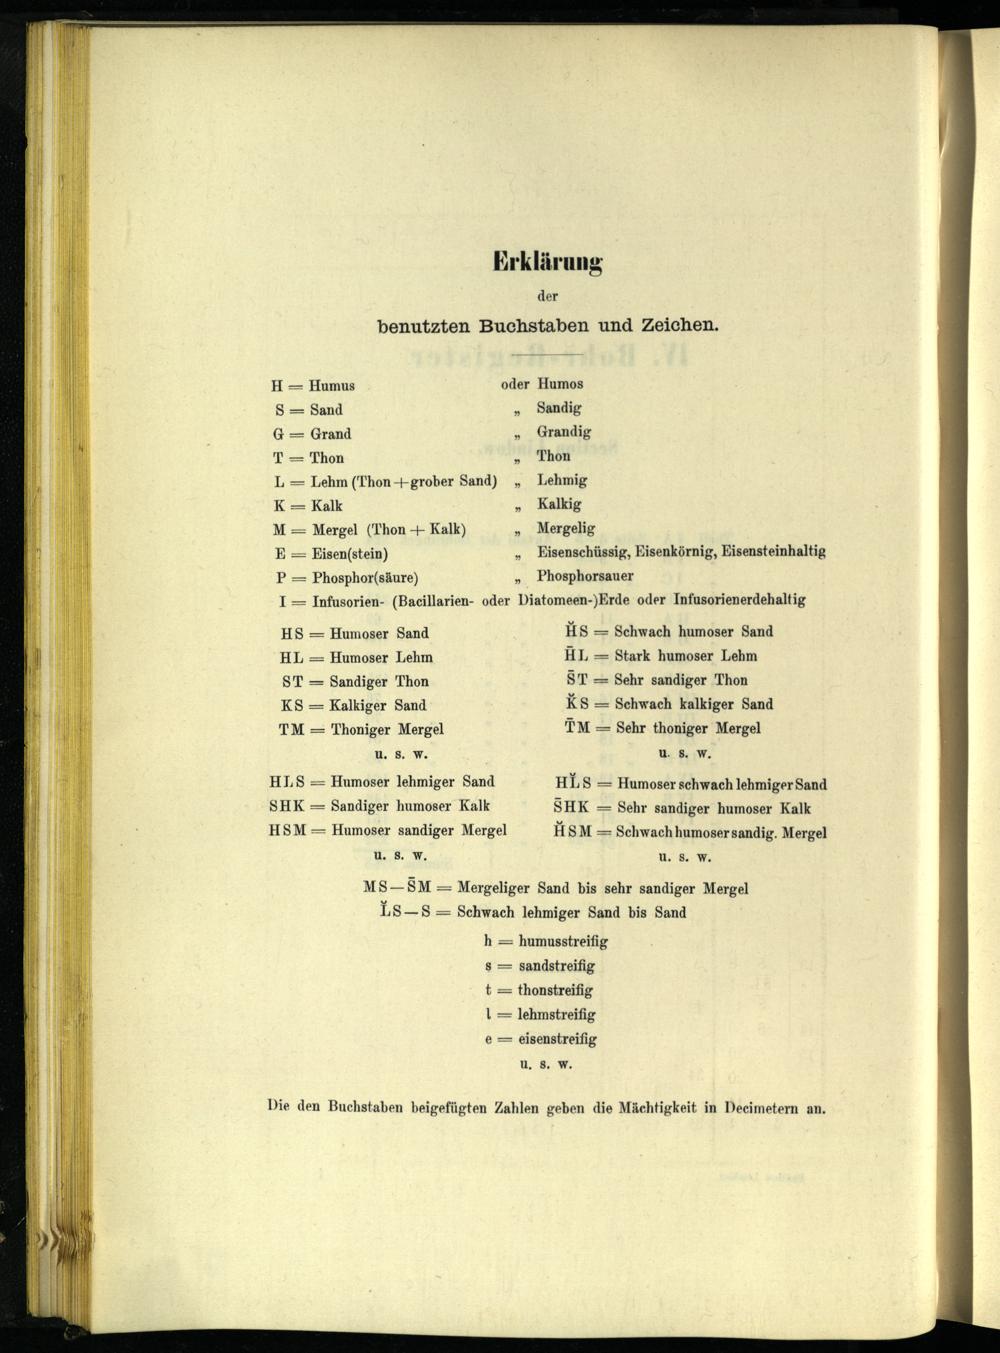 Erklärung
der
benutzten Buchstaben und Zeichen.
H = Humus oder Humos
S = Sand „ Sandig
G = Grand „ Grandig
T = Thon „ Thon
L = Lehm (Thon + grober Sand) „ Lehmig
K = Kalk „ Kalkig
M = Mergel (Thon + Kalk) „ Mergelig
E = Eisen(stein) „ Eisenschüssig, Eisenkörnig, Eisensteinhaltig
P = Phosphor(säure) „ Phosphorsauer
I = Infusorien- (Bacillarien- oder Diatomeen-)Erde oder Infusorienerdehaltig
HS = Humoser Sand H̆S = Schwach humoser Sand
HL = Humoser Lehm H̄L = Stark humoser Lehm
ST = Sandiger Thon S̄T = Sehr sandiger Thon
KS = Kalkiger Sand K̆S = Schwach kalkiger Sand
TM = Thoniger Mergel T̄M = Sehr thoniger Mergel
u. s. w. u. s. w.
HLS = Humoser lehmiger Sand HL̆S = Humoser schwach lehmiger Sand
SHK = Sandiger humoser Kalk S̄HK = Sehr sandiger humoser Kalk
HSM = Humoser sandiger Mergel H̆SM = Schwach humoser sandig. Mergel
u. s. w. u. s. w.
MS — S̄M = Mergeliger Sand bis sehr sandiger Mergel
L̆S — S = Schwach lehmiger Sand bis Sand
h = humusstreifig
s = sandstreifig
t = thonstreifig
l = lehmstreifig
e = eisenstreifig
u. s. w.
Die den Buchstaben beigefügten Zahlen geben die Mächtigkeit in Decimetern an.